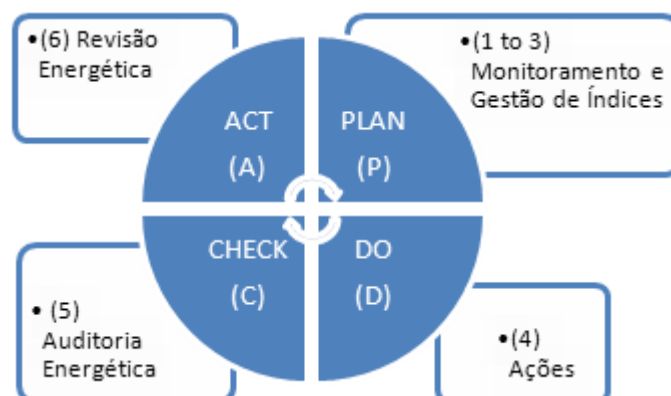 •(6) Revisão
Energética
•(1 to 3)
Monitoramento e
Gestão de Índices
ACT
(A)
PLAN
(P)
CHECK
(C)
DO
(D)
• (5)
Auditoria
Energética
•(4)
Ações